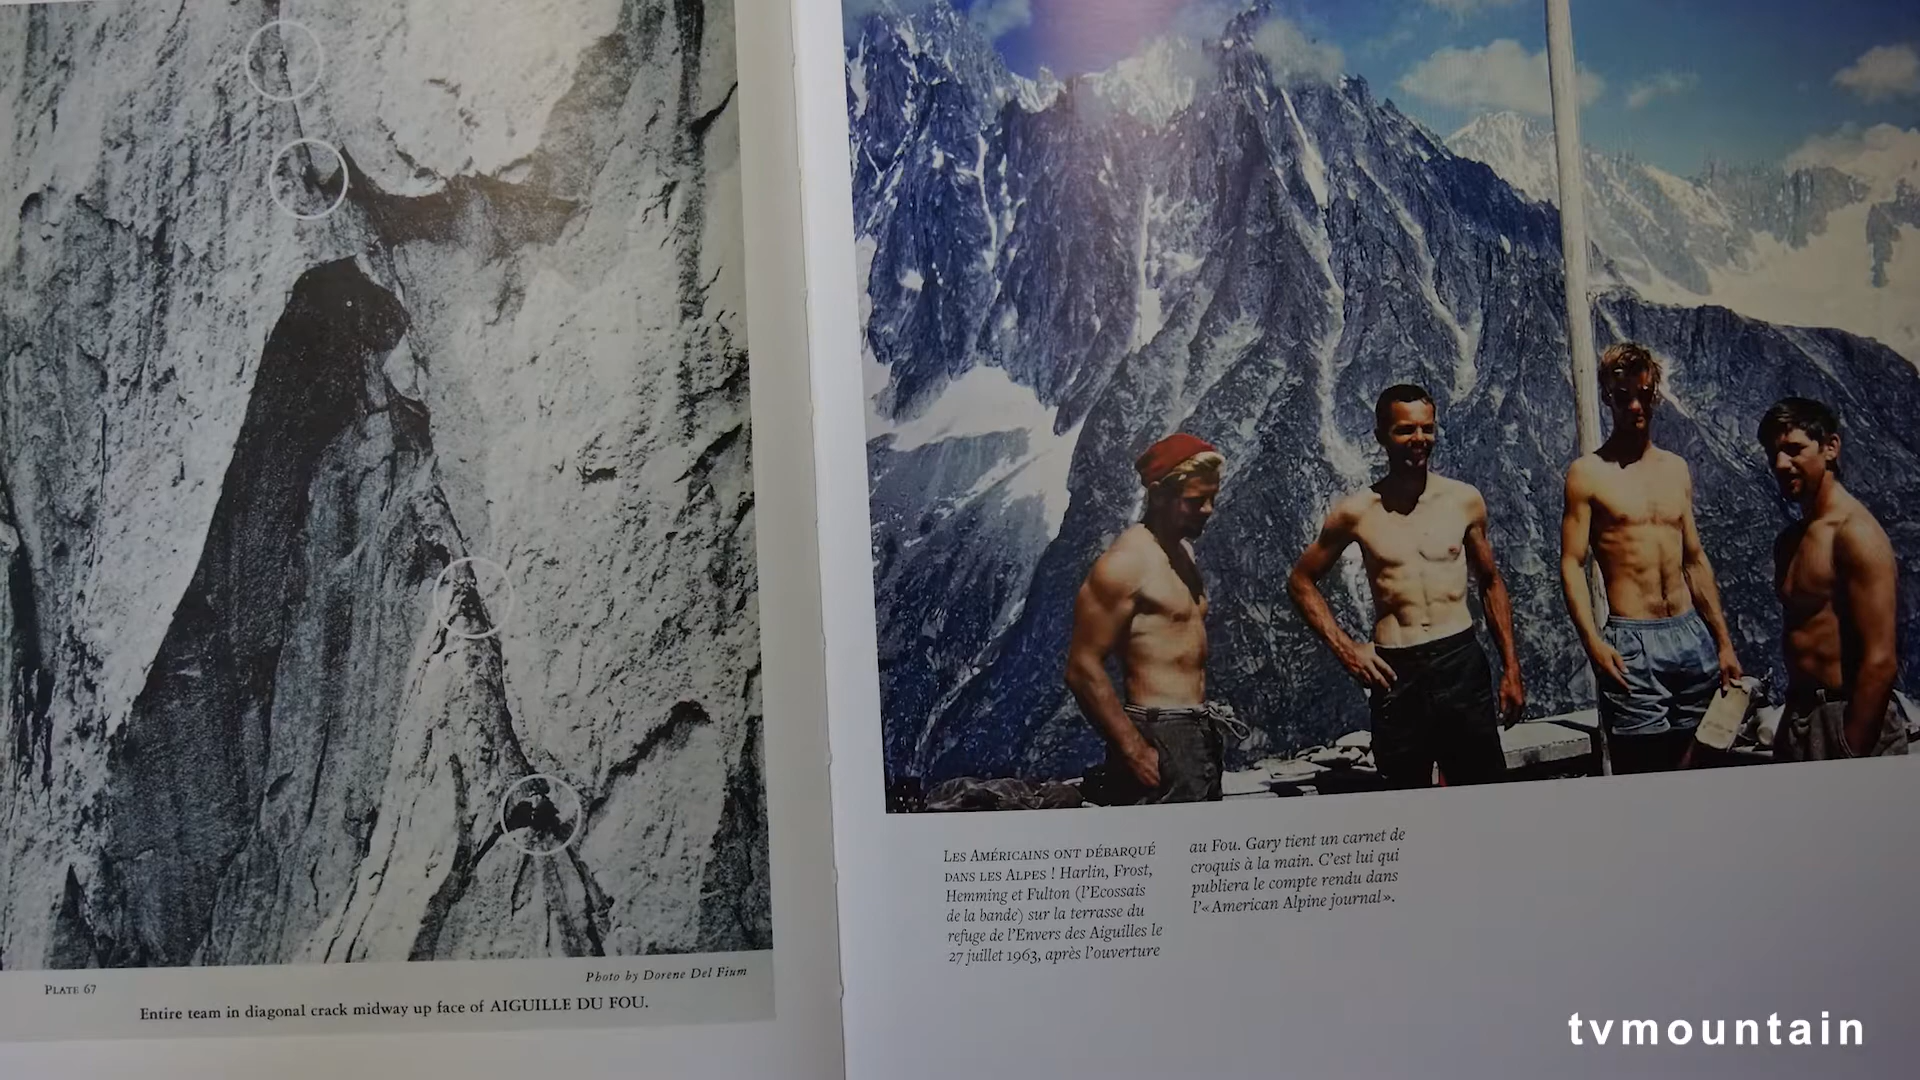 Photo by Dorene Del Fium
PLATE 67
Entire team in diagonal crack midway up face of AIGUILLE DU FOU.
LES AMÉRICAINS ONT DÉBARQUÉ
DANS LES ALPES ! Harlin, Frost,
Hemming et Fulton (l'Ecossais
de la bande) sur la terrasse du
refuge de l'Envers des Aiguilles le
27 juillet 1963, après l'ouverture
au Fou. Gary tient un carnet de
croquis à la main. C'est lui qui
publiera le compte rendu dans
l'« American Alpine journal ».
tvmountain